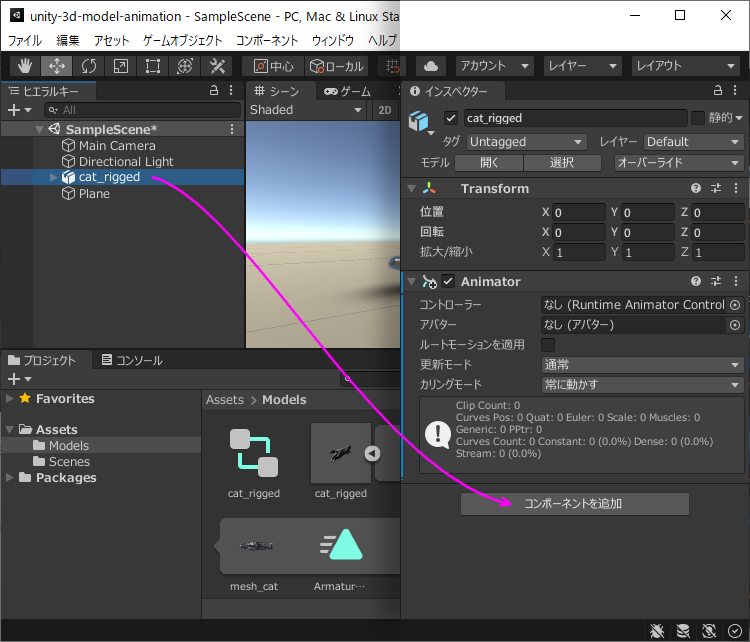 unity-3d-model-animation - SampleScene - PC, Mac & Linux Sta
ファイル 編集 アセット ゲームオブジェクト コンポーネント ウィンドウ ヘルプ
中心 ローカル アカウント レイヤー レイアウト
ヒエラルキー
All
SampleScene*
Main Camera
Directional Light
cat_rigged
Plane
シーン ゲーム
Shaded 2D
インスペクター
cat_rigged 静的
タグ Untagged レイヤー Default
モデル 開く 選択 オーバーライド
Transform
位置 X 0 Y 0 Z 0
回転 X 0 Y 0 Z 0
拡大/縮小 X 1 Y 1 Z 1
Animator
コントローラー なし (Runtime Animator Control
アバター なし (アバター)
ルートモーションを適用
更新モード 通常
カリングモード 常に動かす
Clip Count: 0
Curves Pos: 0 Quat: 0 Euler: 0 Scale: 0 Muscles: 0
Generic: 0 PPtr: 0
Curves Count: 0 Constant: 0 (0.0%) Dense: 0 (0.0%)
Stream: 0 (0.0%)
コンポーネントを追加
プロジェクト コンソール
Favorites
Assets
Models
Scenes
Packages
Assets > Models
cat_rigged
cat_rigged
mesh_cat
Armatur…